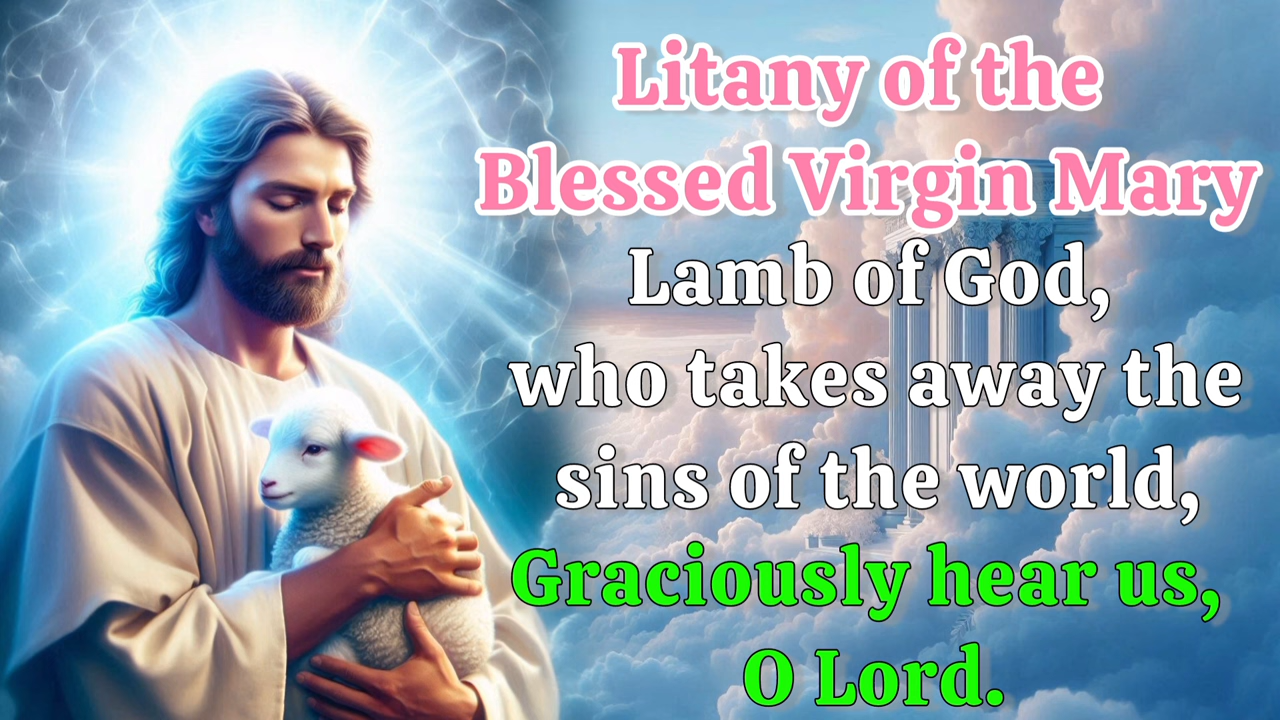 Litany of the
Blessed Virgin Mary
Lamb of God,
who takes away the
sins of the world,
Graciously hear us,
O Lord.